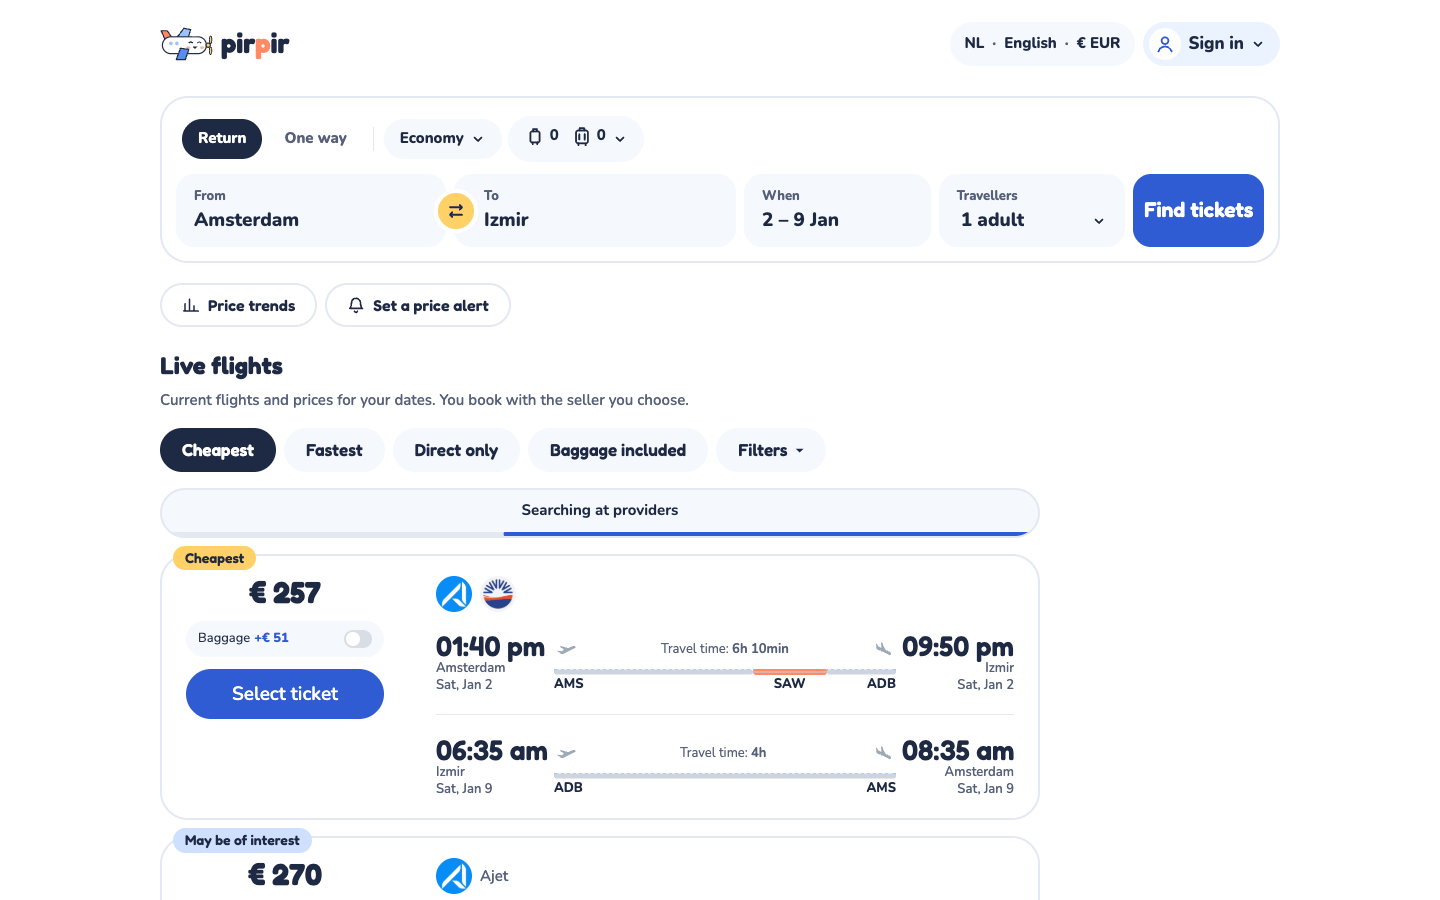 pirpir
NL · English · € EUR
Sign in
Return
One way
Economy
0
0
From
Amsterdam
To
Izmir
When
2 – 9 Jan
Travellers
1 adult
Find tickets
Price trends
Set a price alert
Live flights
Current flights and prices for your dates. You book with the seller you choose.
Cheapest
Fastest
Direct only
Baggage included
Filters
Searching at providers
Cheapest
€ 257
Baggage +€ 51
Select ticket
01:40 pm
Travel time: 6h 10min
09:50 pm
Amsterdam
Izmir
Sat, Jan 2
AMS
SAW
ADB
Sat, Jan 2
06:35 am
Travel time: 4h
08:35 am
Izmir
Amsterdam
Sat, Jan 9
ADB
AMS
Sat, Jan 9
May be of interest
€ 270
Ajet